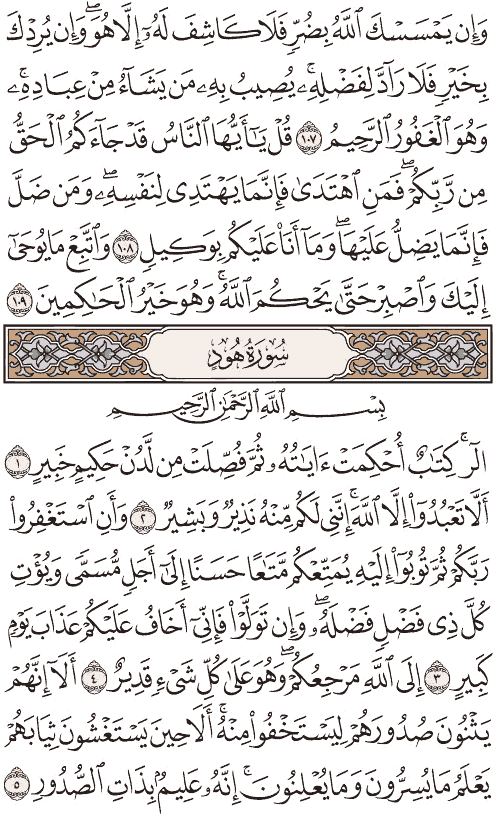 وَإِن يَمْسَسْكَ ٱللَّهُ بِضُرٍّ فَلَا كَاشِفَ لَهُۥٓ إِلَّا هُوَ ۖ وَإِن يُرِدْكَ
بِخَيْرٍ فَلَا رَآدَّ لِفَضْلِهِۦ ۚ يُصِيبُ بِهِۦ مَن يَشَآءُ مِنْ عِبَادِهِۦ ۚ
وَهُوَ ٱلْغَفُورُ ٱلرَّحِيمُ ١٠٧ قُلْ يَٰٓأَيُّهَا ٱلنَّاسُ قَدْ جَآءَكُمُ ٱلْحَقُّ
مِن رَّبِّكُمْ ۖ فَمَنِ ٱهْتَدَىٰ فَإِنَّمَا يَهْتَدِى لِنَفْسِهِۦ ۖ وَمَن ضَلَّ
فَإِنَّمَا يَضِلُّ عَلَيْهَا ۖ وَمَآ أَنَا۠ عَلَيْكُم بِوَكِيلٍ ١٠٨ وَٱتَّبِعْ مَا يُوحَىٰٓ
إِلَيْكَ وَٱصْبِرْ حَتَّىٰ يَحْكُمَ ٱللَّهُ ۚ وَهُوَ خَيْرُ ٱلْحَٰكِمِينَ ١٠٩
سُورَةُ هُودٍ
بِسْمِ ٱللَّهِ ٱلرَّحْمَٰنِ ٱلرَّحِيمِ
الٓر ۚ كِتَٰبٌ أُحْكِمَتْ ءَايَٰتُهُۥ ثُمَّ فُصِّلَتْ مِن لَّدُنْ حَكِيمٍ خَبِيرٍ ١
أَلَّا تَعْبُدُوٓا۟ إِلَّا ٱللَّهَ ۚ إِنَّنِى لَكُم مِّنْهُ نَذِيرٌ وَبَشِيرٌ ٢ وَأَنِ ٱسْتَغْفِرُوا۟
رَبَّكُمْ ثُمَّ تُوبُوٓا۟ إِلَيْهِ يُمَتِّعْكُم مَّتَٰعًا حَسَنًا إِلَىٰٓ أَجَلٍ مُّسَمًّى وَيُؤْتِ
كُلَّ ذِى فَضْلٍ فَضْلَهُۥ ۖ وَإِن تَوَلَّوْا۟ فَإِنِّىٓ أَخَافُ عَلَيْكُمْ عَذَابَ يَوْمٍ
كَبِيرٍ ٣ إِلَى ٱللَّهِ مَرْجِعُكُمْ ۖ وَهُوَ عَلَىٰ كُلِّ شَىْءٍ قَدِيرٌ ٤ أَلَآ إِنَّهُمْ
يَثْنُونَ صُدُورَهُمْ لِيَسْتَخْفُوا۟ مِنْهُ ۚ أَلَا حِينَ يَسْتَغْشُونَ ثِيَابَهُمْ
يَعْلَمُ مَا يُسِرُّونَ وَمَا يُعْلِنُونَ ۚ إِنَّهُۥ عَلِيمٌۢ بِذَاتِ ٱلصُّدُورِ ٥